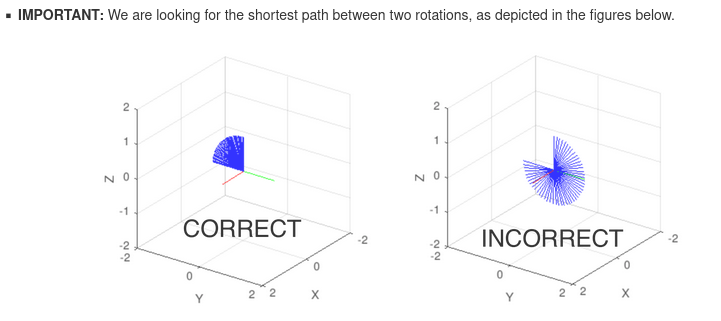 ▪ IMPORTANT: We are looking for the shortest path between two rotations, as depicted in the figures below.
2
1
0
-1
-2
Z
-2
0
2
Y
2
0
-2
X
CORRECT
2
1
0
-1
-2
Z
-2
0
2
Y
2
0
-2
X
INCORRECT